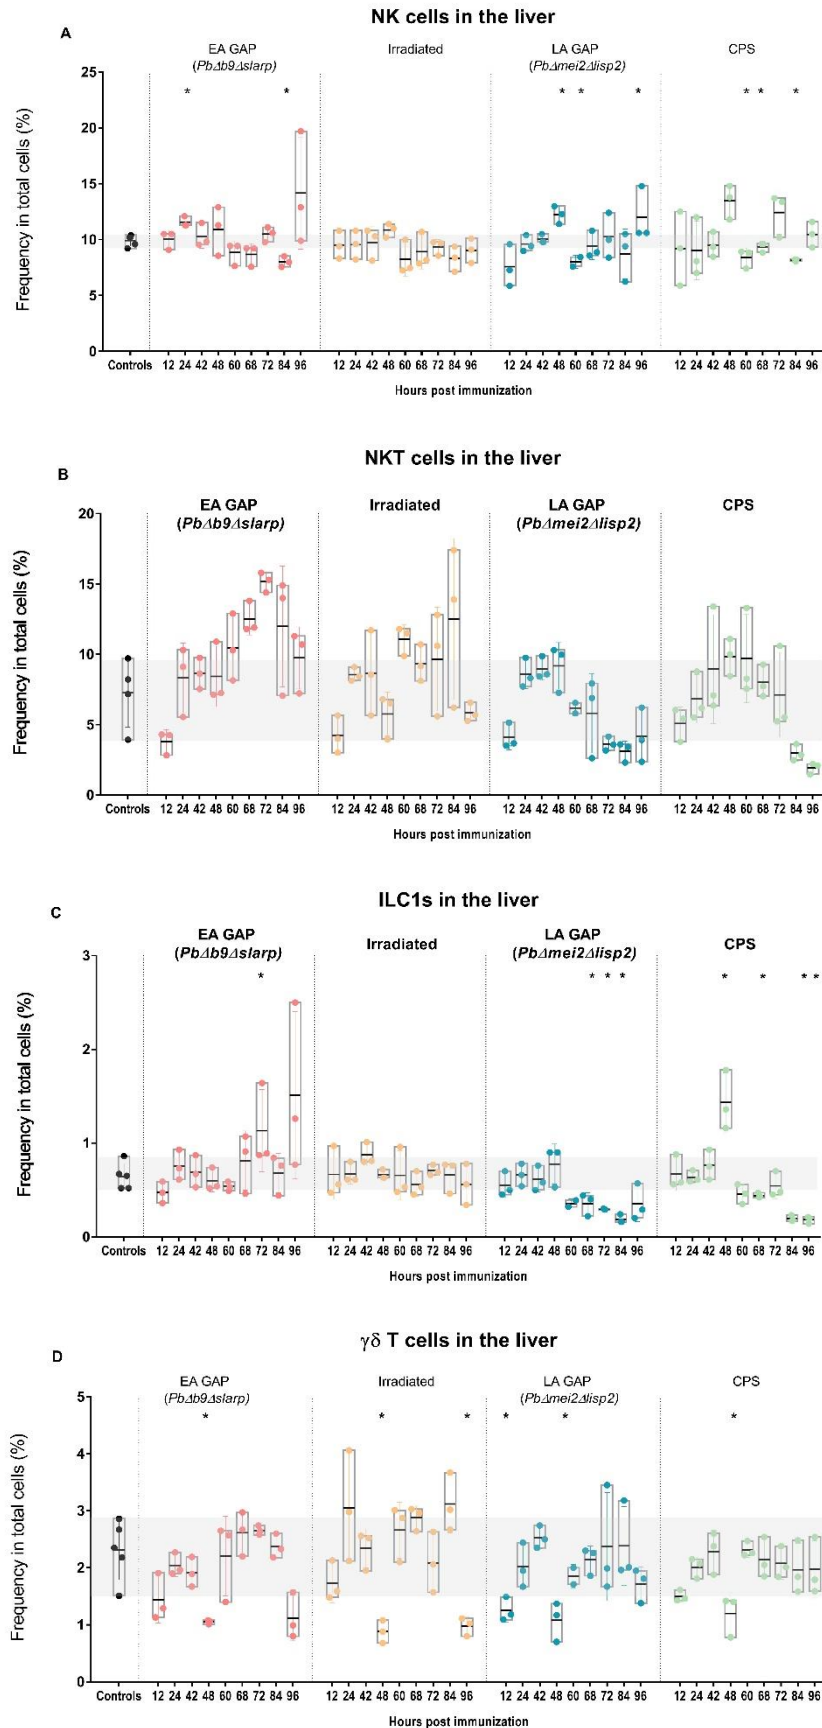 NK cells in the liver
A
EA GAP
(PbΔb9Δslarp)
Irradiated
LA GAP
(PbΔmei2Δlisp2)
CPS
25
20
15
10
5
0
Frequency in total cells (%)
* * * * * * * *
Controls 12 24 42 48 60 68 72 84 96 12 24 42 48 60 68 72 84 96 12 24 42 48 60 68 72 84 96 12 24 42 48 60 68 72 84 96
Hours post immunization
NKT cells in the liver
B
EA GAP
(PbΔb9Δslarp)
Irradiated
LA GAP
(PbΔmei2Δlisp2)
CPS
20
15
10
5
0
Frequency in total cells (%)
Controls 12 24 42 48 60 68 72 84 96 12 24 42 48 60 68 72 84 96 12 24 42 48 60 68 72 84 96 12 24 42 48 60 68 72 84 96
Hours post immunization
ILC1s in the liver
C
EA GAP
(PbΔb9Δslarp)
Irradiated
LA GAP
(PbΔmei2Δlisp2)
CPS
3
2
1
0
Frequency in total cells (%)
* * * * * * * *
Controls 12 24 42 48 60 68 72 84 96 12 24 42 48 60 68 72 84 96 12 24 42 48 60 68 72 84 96 12 24 42 48 60 68 72 84 96
Hours post immunization
γδ T cells in the liver
D
EA GAP
(PbΔb9Δslarp)
Irradiated
LA GAP
(PbΔmei2Δlisp2)
CPS
5
4
3
2
1
0
Frequency in total cells (%)
* * * * * *
Controls 12 24 42 48 60 68 72 84 96 12 24 42 48 60 68 72 84 96 12 24 42 48 60 68 72 84 96 12 24 42 48 60 68 72 84 96
Hours post immunization